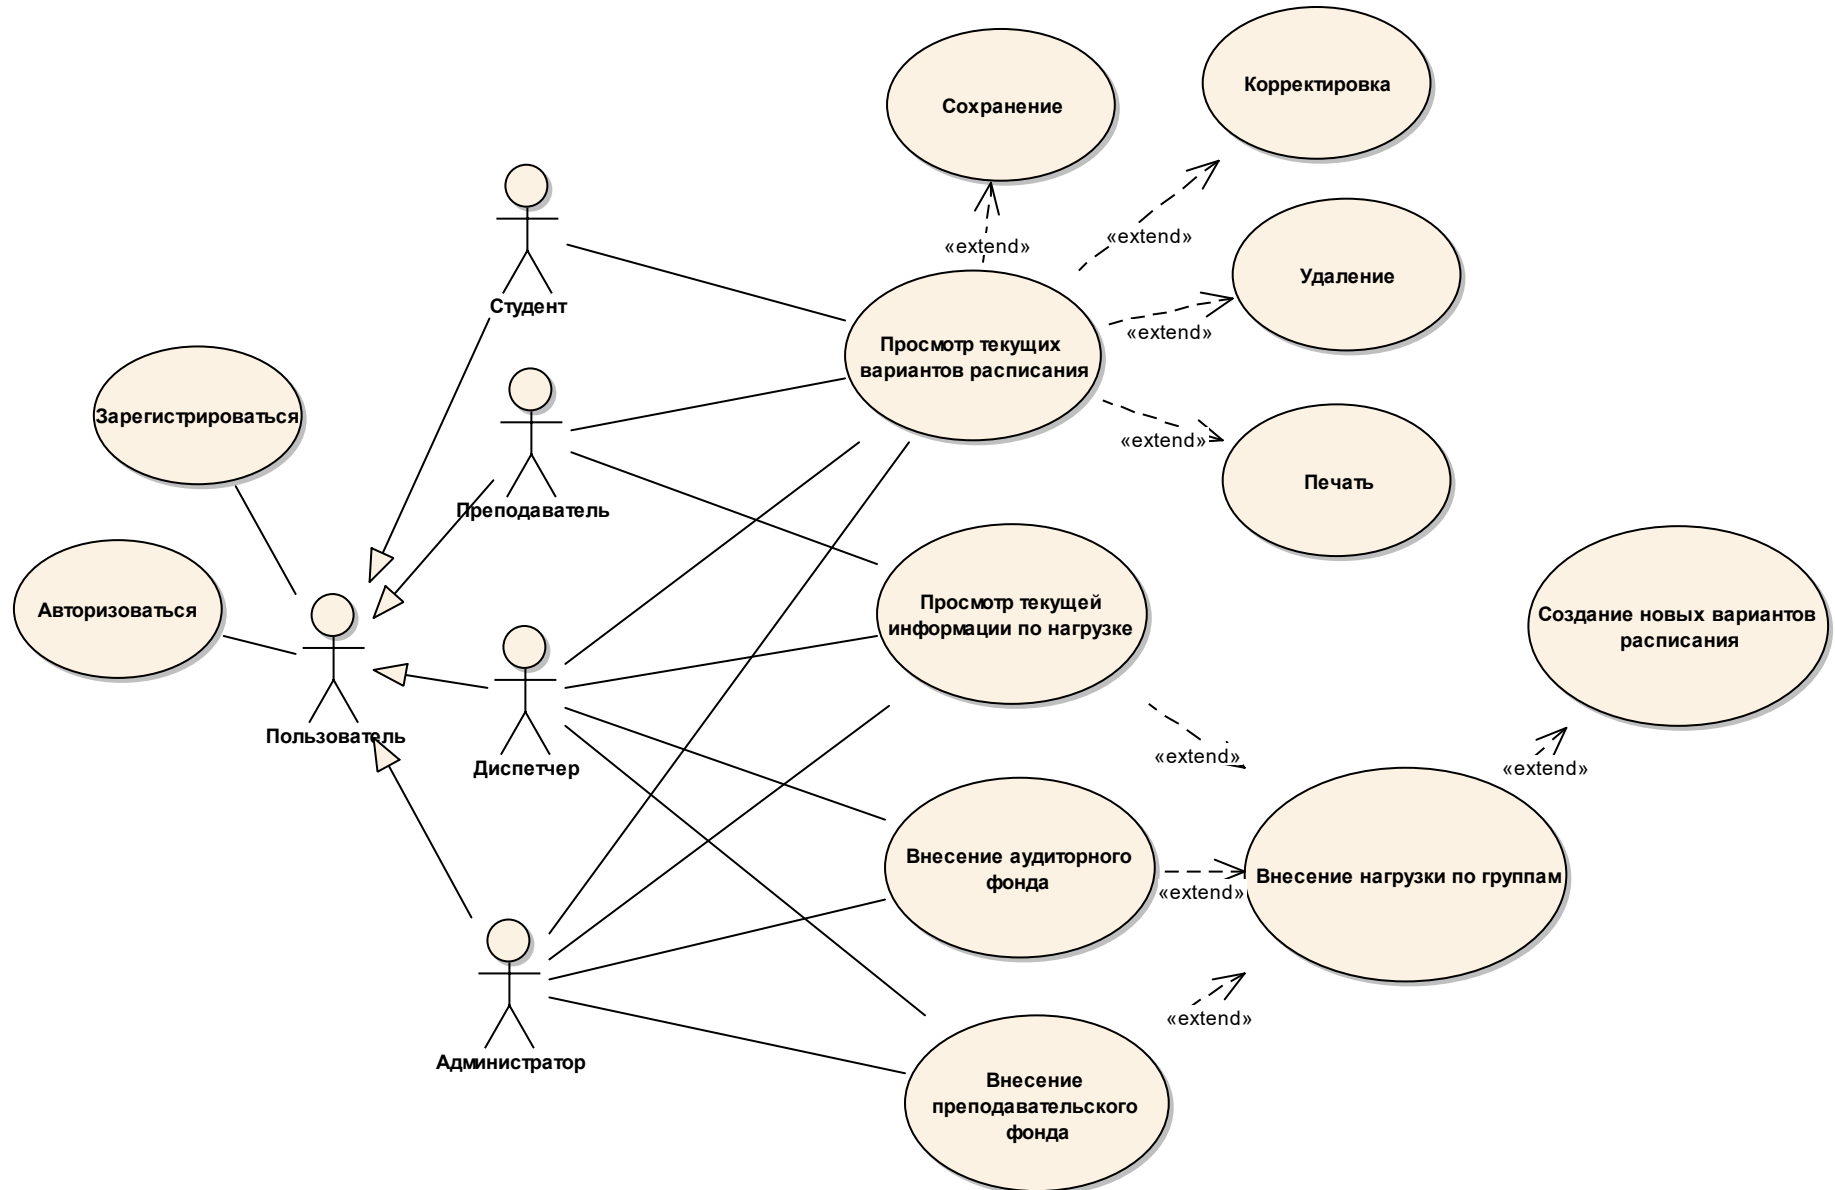 Корректировка
Сохранение
«extend»
«extend»
Удаление
Студент
«extend»
Просмотр текущих
вариантов расписания
Зарегистрироваться
«extend»
Печать
Преподаватель
Авторизоваться
Просмотр текущей
информации по нагрузке
Создание новых вариантов
расписания
Пользователь
«extend»
Диспетчер
«extend»
Внесение аудиторного
фонда
«extend»
Внесение нагрузки по группам
«extend»
Администратор
Внесение
преподавательского
фонда